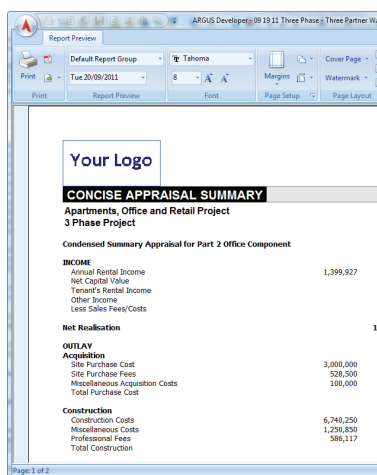 ARGUS Developer - 09 19 11 Three Phase - Three Partner Wa
Report Preview
Default Report Group
Tahoma
Cover Page
Print
Tue 20/09/2011
8
A A
Margins
Watermark
Print
Report Preview
Font
Page Setup
Page Layout
Your Logo
CONCISE APPRAISAL SUMMARY
Apartments, Office and Retail Project
3 Phase Project
Condensed Summary Appraisal for Part 2 Office Component
INCOME
Annual Rental Income 1,399,927
Net Capital Value
Tenant's Rental Income
Other Income
Less Sales Fees/Costs
Net Realisation 1
OUTLAY
Acquisition
Site Purchase Cost 3,000,000
Site Purchase Fees 528,500
Miscellaneous Acquisition Costs 100,000
Total Purchase Cost
Construction
Construction Costs 6,740,250
Miscellaneous Costs 1,250,850
Professional Fees 586,117
Total Construction
Page: 1 of 2